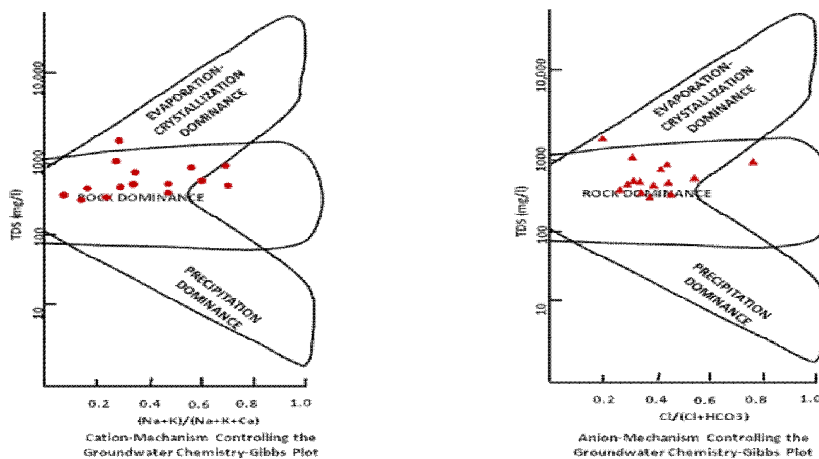 EVAPORATION-
CRYSTALLIZATION
DOMINANCE
10,000
1000
100
10
TDS (mg/l)
ROCK DOMINANCE
PRECIPITATION
DOMINANCE
0.2 0.4 0.6 0.8 1.0
(Na+K)/(Na+K+Ca)
Cation-Mechanism Controlling the
Groundwater Chemistry-Gibbs Plot
EVAPORATION-
CRYSTALLIZATION
DOMINANCE
10,000
1000
100
10
TDS (mg/l)
ROCK DOMINANCE
PRECIPITATION
DOMINANCE
0.2 0.4 0.6 0.8 1.0
Cl/(Cl+HCO3)
Anion-Mechanism Controlling the
Groundwater Chemistry-Gibbs Plot